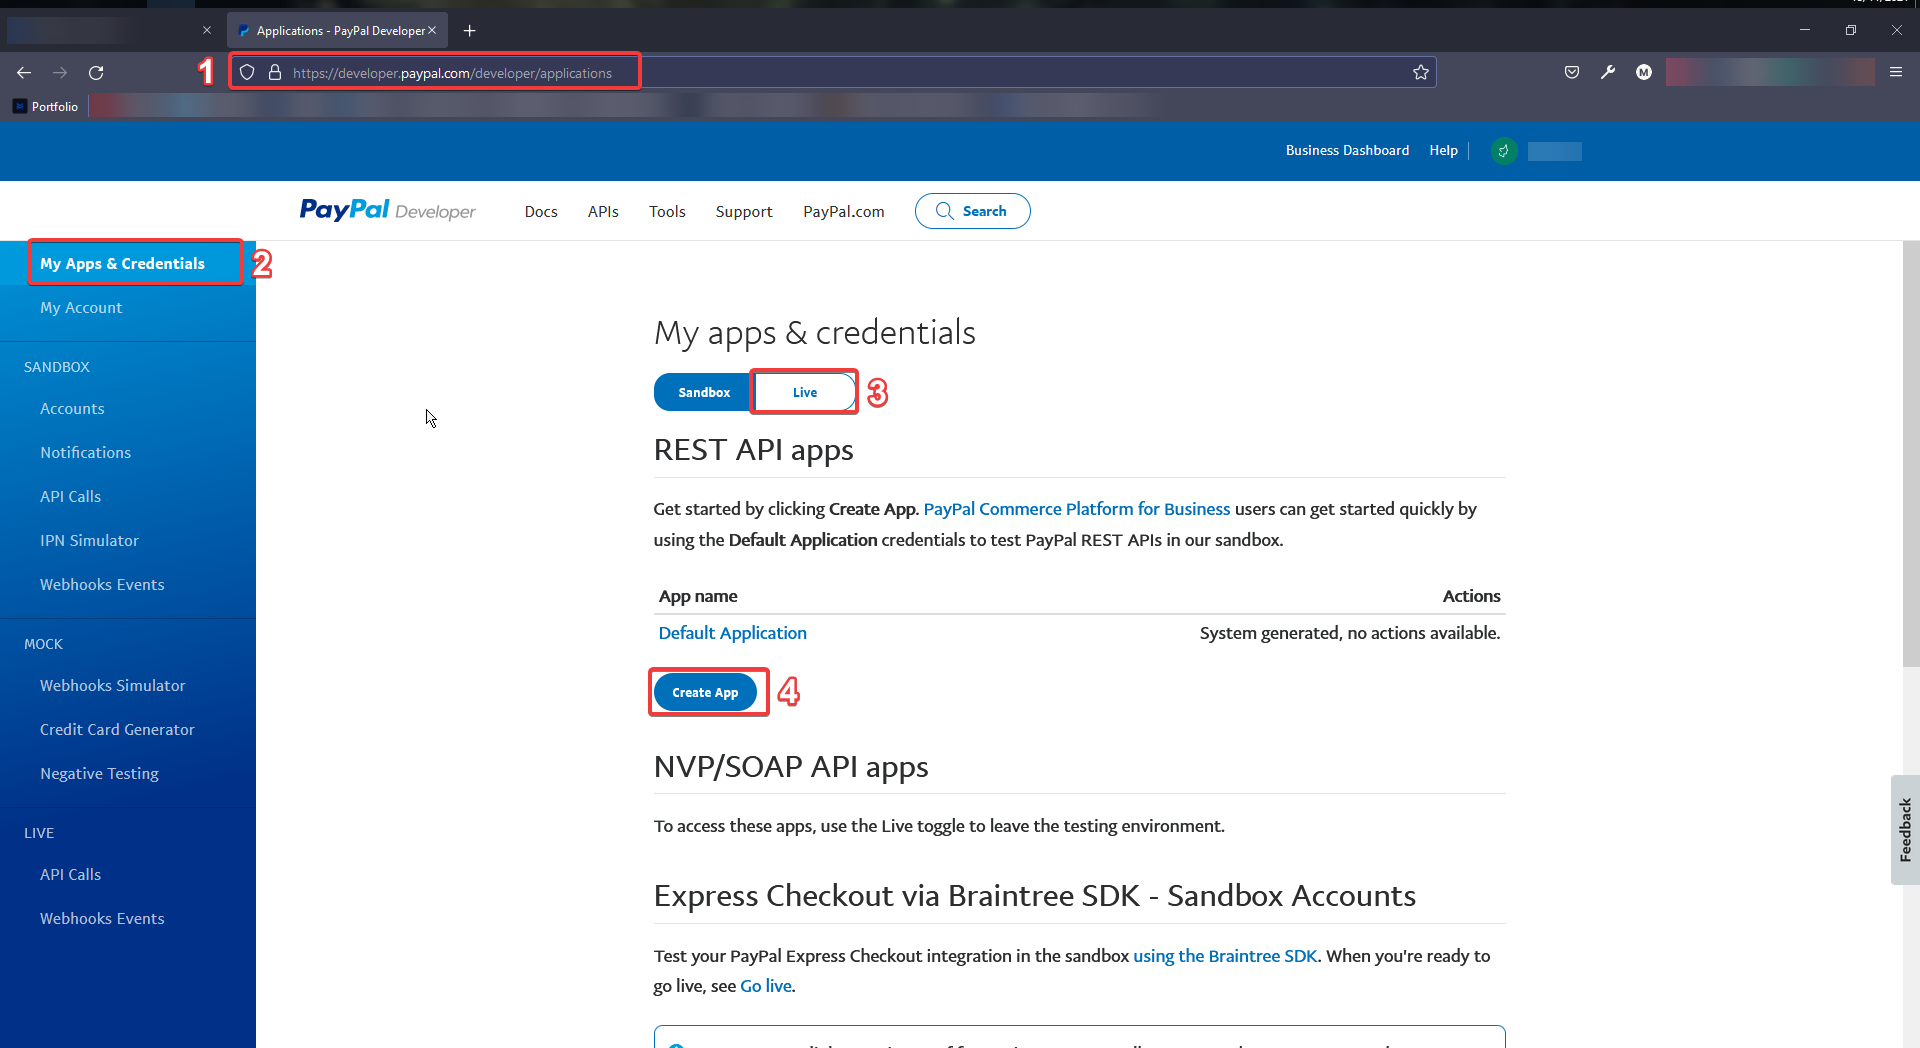 Applications - PayPal Developer
1
https://developer.paypal.com/developer/applications
M
Portfolio
Business Dashboard
Help
PayPal Developer
Docs
APIs
Tools
Support
PayPal.com
Search
My Apps & Credentials
2
My Account
SANDBOX
Accounts
Notifications
API Calls
IPN Simulator
Webhooks Events
MOCK
Webhooks Simulator
Credit Card Generator
Negative Testing
LIVE
API Calls
Webhooks Events
My apps & credentials
Sandbox
Live
3
REST API apps
Get started by clicking Create App. PayPal Commerce Platform for Business users can get started quickly by
using the Default Application credentials to test PayPal REST APIs in our sandbox.
App name
Actions
Default Application
System generated, no actions available.
Create App
4
NVP/SOAP API apps
To access these apps, use the Live toggle to leave the testing environment.
Express Checkout via Braintree SDK - Sandbox Accounts
Test your PayPal Express Checkout integration in the sandbox using the Braintree SDK. When you're ready to
go live, see Go live.
Feedback